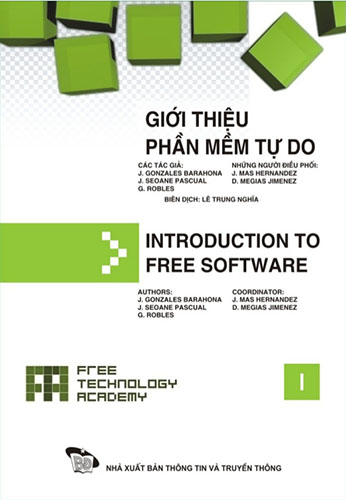 GIỚI THIỆU
PHẦN MỀM TỰ DO
CÁC TÁC GIẢ:
J. GONZALES BARAHONA
J. SEOANE PASCUAL
G. ROBLES
NHỮNG NGƯỜI ĐIỀU PHỐI:
J. MAS HERNANDEZ
D. MEGIAS JIMENEZ
BIÊN DỊCH: LÊ TRUNG NGHĨA
INTRODUCTION TO
FREE SOFTWARE
AUTHORS:
J. GONZALES BARAHONA
J. SEOANE PASCUAL
G. ROBLES
COORDINATOR:
J. MAS HERNANDEZ
D. MEGIAS JIMENEZ
FREE
TECHNOLOGY
ACADEMY
I
NHÀ XUẤT BẢN THÔNG TIN VÀ TRUYỀN THÔNG